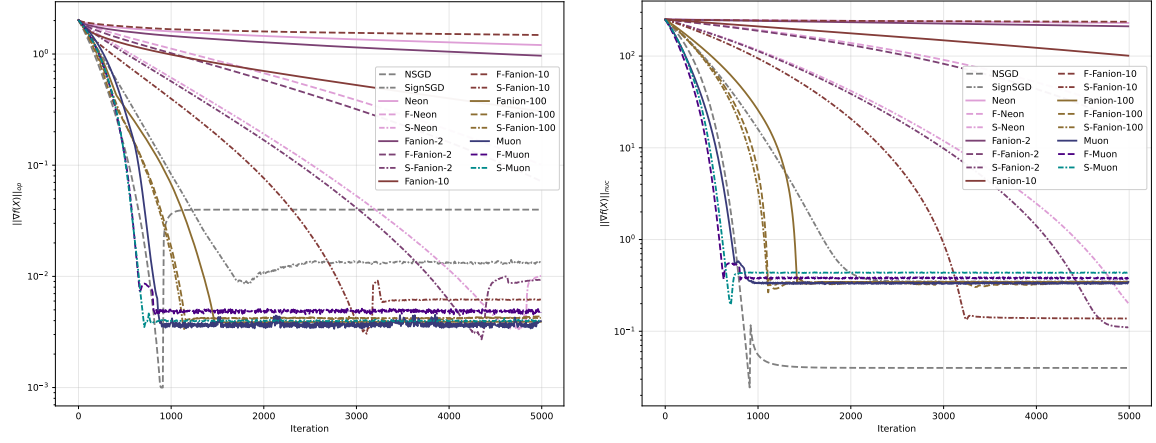 10⁰
10⁻¹
10⁻²
10⁻³
||∇f(X)||op
0
1000
2000
3000
4000
5000
Iteration
NSGD
SignSGD
Neon
F-Neon
S-Neon
Fanion-2
F-Fanion-2
S-Fanion-2
Fanion-10
F-Fanion-10
S-Fanion-10
Fanion-100
F-Fanion-100
S-Fanion-100
Muon
F-Muon
S-Muon
10²
10¹
10⁰
10⁻¹
||∇f(X)||nuc
0
1000
2000
3000
4000
5000
Iteration
NSGD
SignSGD
Neon
F-Neon
S-Neon
Fanion-2
F-Fanion-2
S-Fanion-2
Fanion-10
F-Fanion-10
S-Fanion-10
Fanion-100
F-Fanion-100
S-Fanion-100
Muon
F-Muon
S-Muon